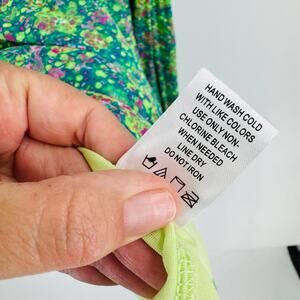 HAND WASH COLD
WITH LIKE COLORS
USE ONLY NON-
CHLORINE BLEACH
WHEN NEEDED
LINE DRY
DO NOT IRON